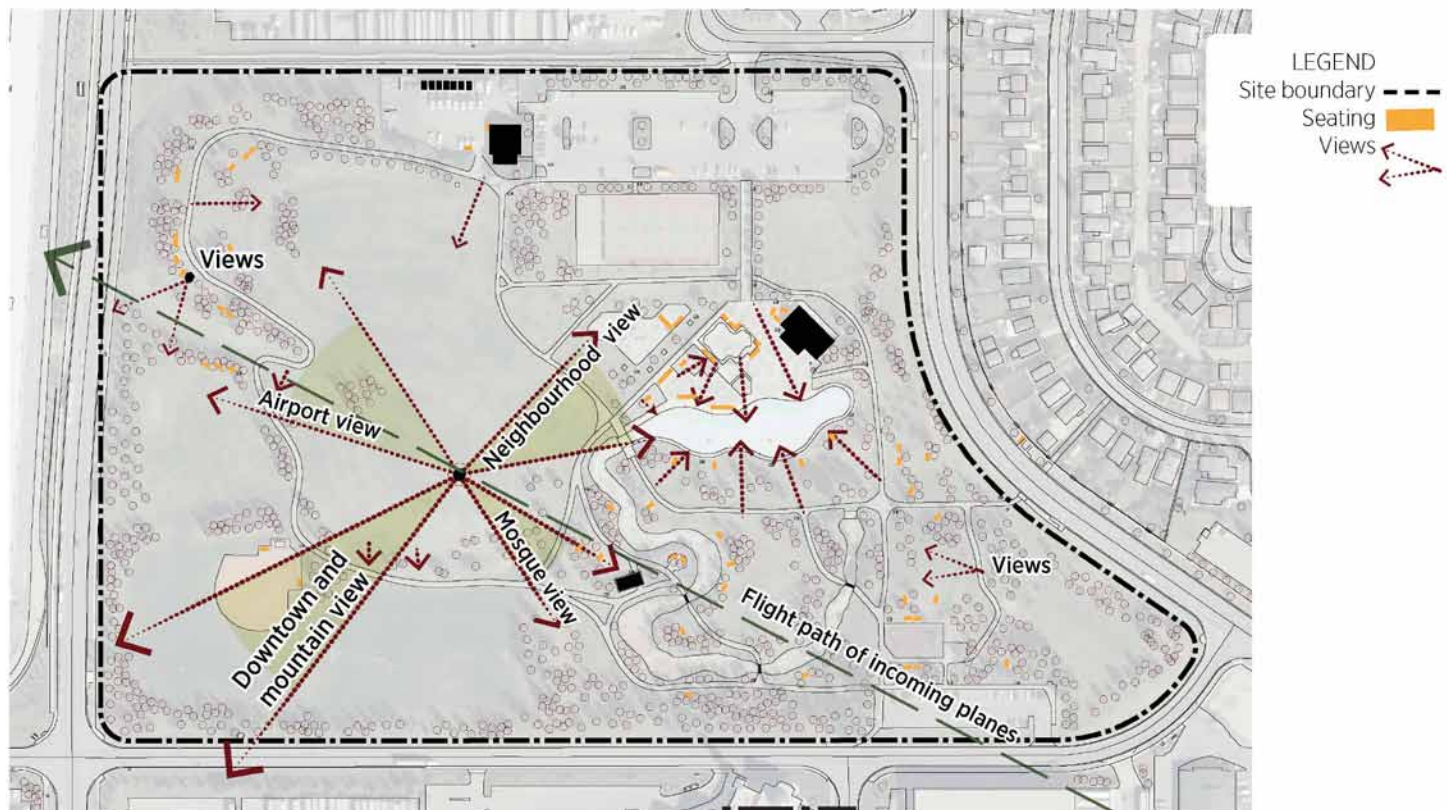 LEGEND
Site boundary
Seating
Views
Views
Neighbourhood view
Airport view
Mosque view
Downtown and
mountain view
Views
Flight path of incoming planes